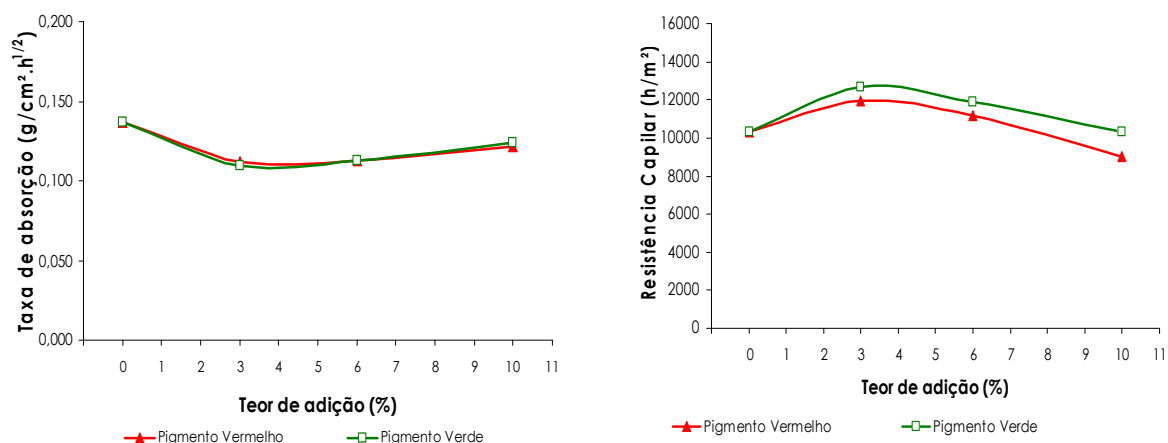 Taxa de absorção (g/cm².h^1/2)
0,200
0,150
0,100
0,050
0,000
0 1 2 3 4 5 6 7 8 9 10 11
Teor de adição (%)
Pigmento Vermelho Pigmento Verde
Resistência Capilar (h/m²)
16000
14000
12000
10000
8000
6000
4000
2000
0
0 1 2 3 4 5 6 7 8 9 10 11
Teor de adição (%)
Pigmento Vermelho Pigmento Verde